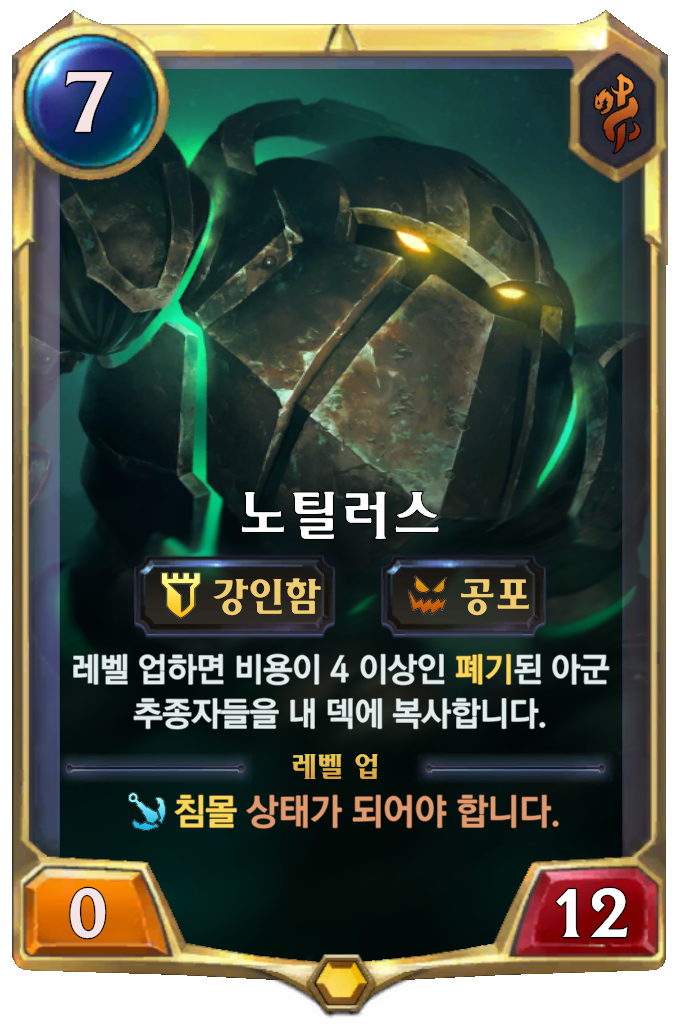 7
노틸러스
강인함 공포
레벨 업하면 비용이 4 이상인 폐기된 아군
추종자들을 내 덱에 복사합니다.
레벨 업
침몰 상태가 되어야 합니다.
0 12